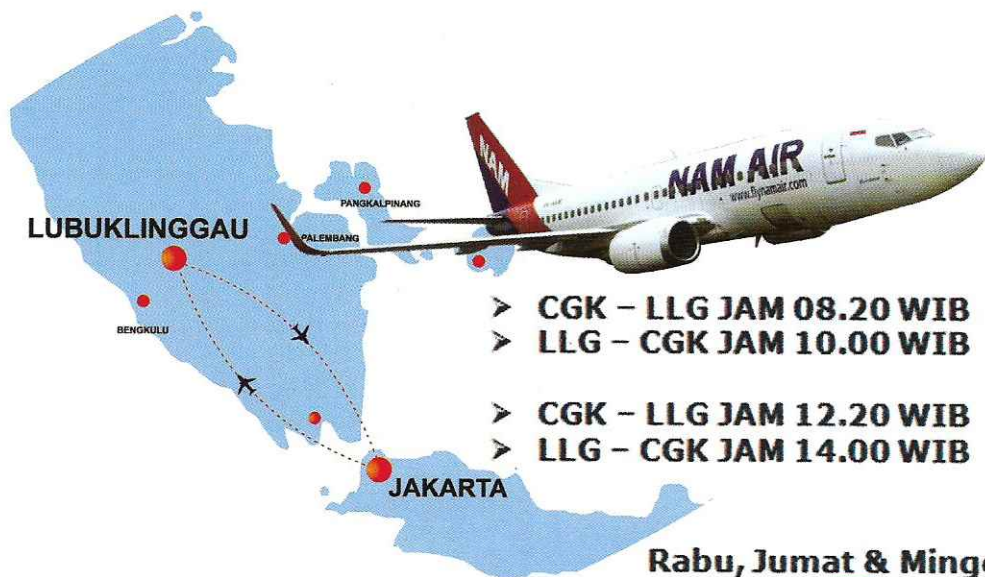 NAM
NAM AIR
www.flynamair.com
PANGKALPINANG
LUBUKLINGGAU
PALEMBANG
BENGKULU
➤ CGK – LLG JAM 08.20 WIB
➤ LLG – CGK JAM 10.00 WIB
➤ CGK – LLG JAM 12.20 WIB
➤ LLG – CGK JAM 14.00 WIB
JAKARTA
Rabu, Jumat &